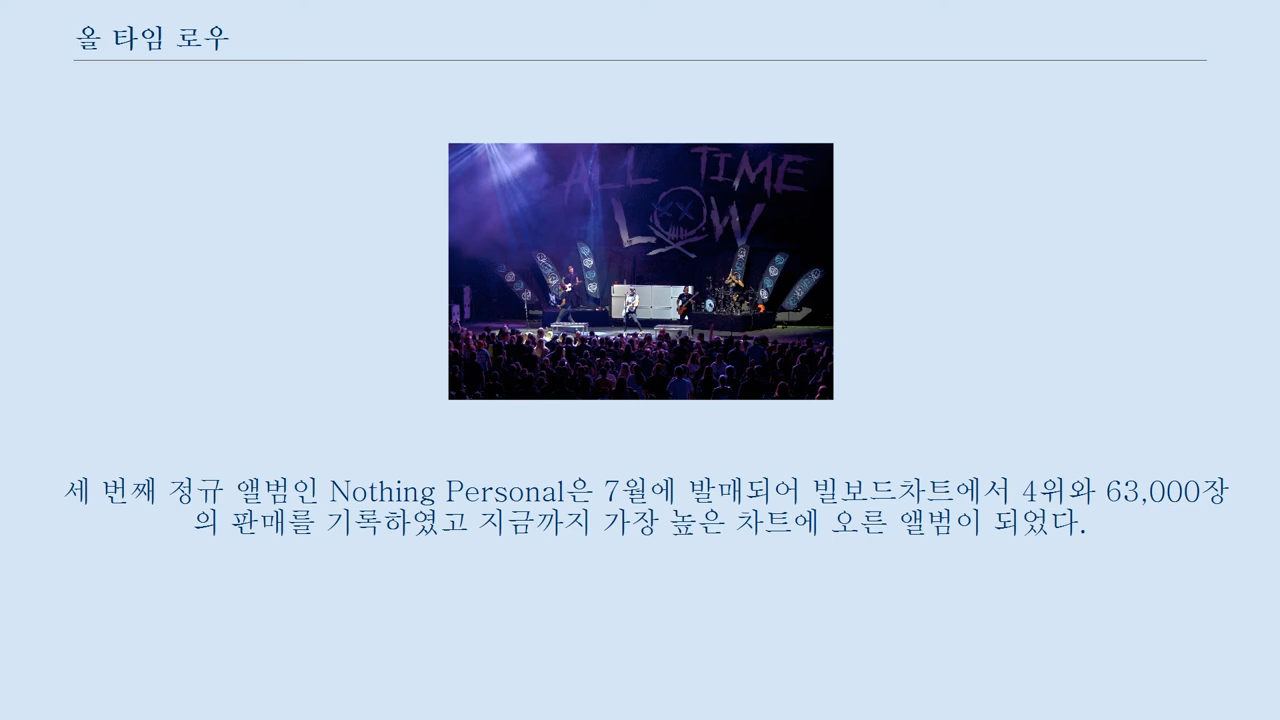 올 타임 로우
ALL TIME
LOW
세 번째 정규 앨범인 Nothing Personal은 7월에 발매되어 빌보드차트에서 4위와 63,000장
의 판매를 기록하였고 지금까지 가장 높은 차트에 오른 앨범이 되었다.